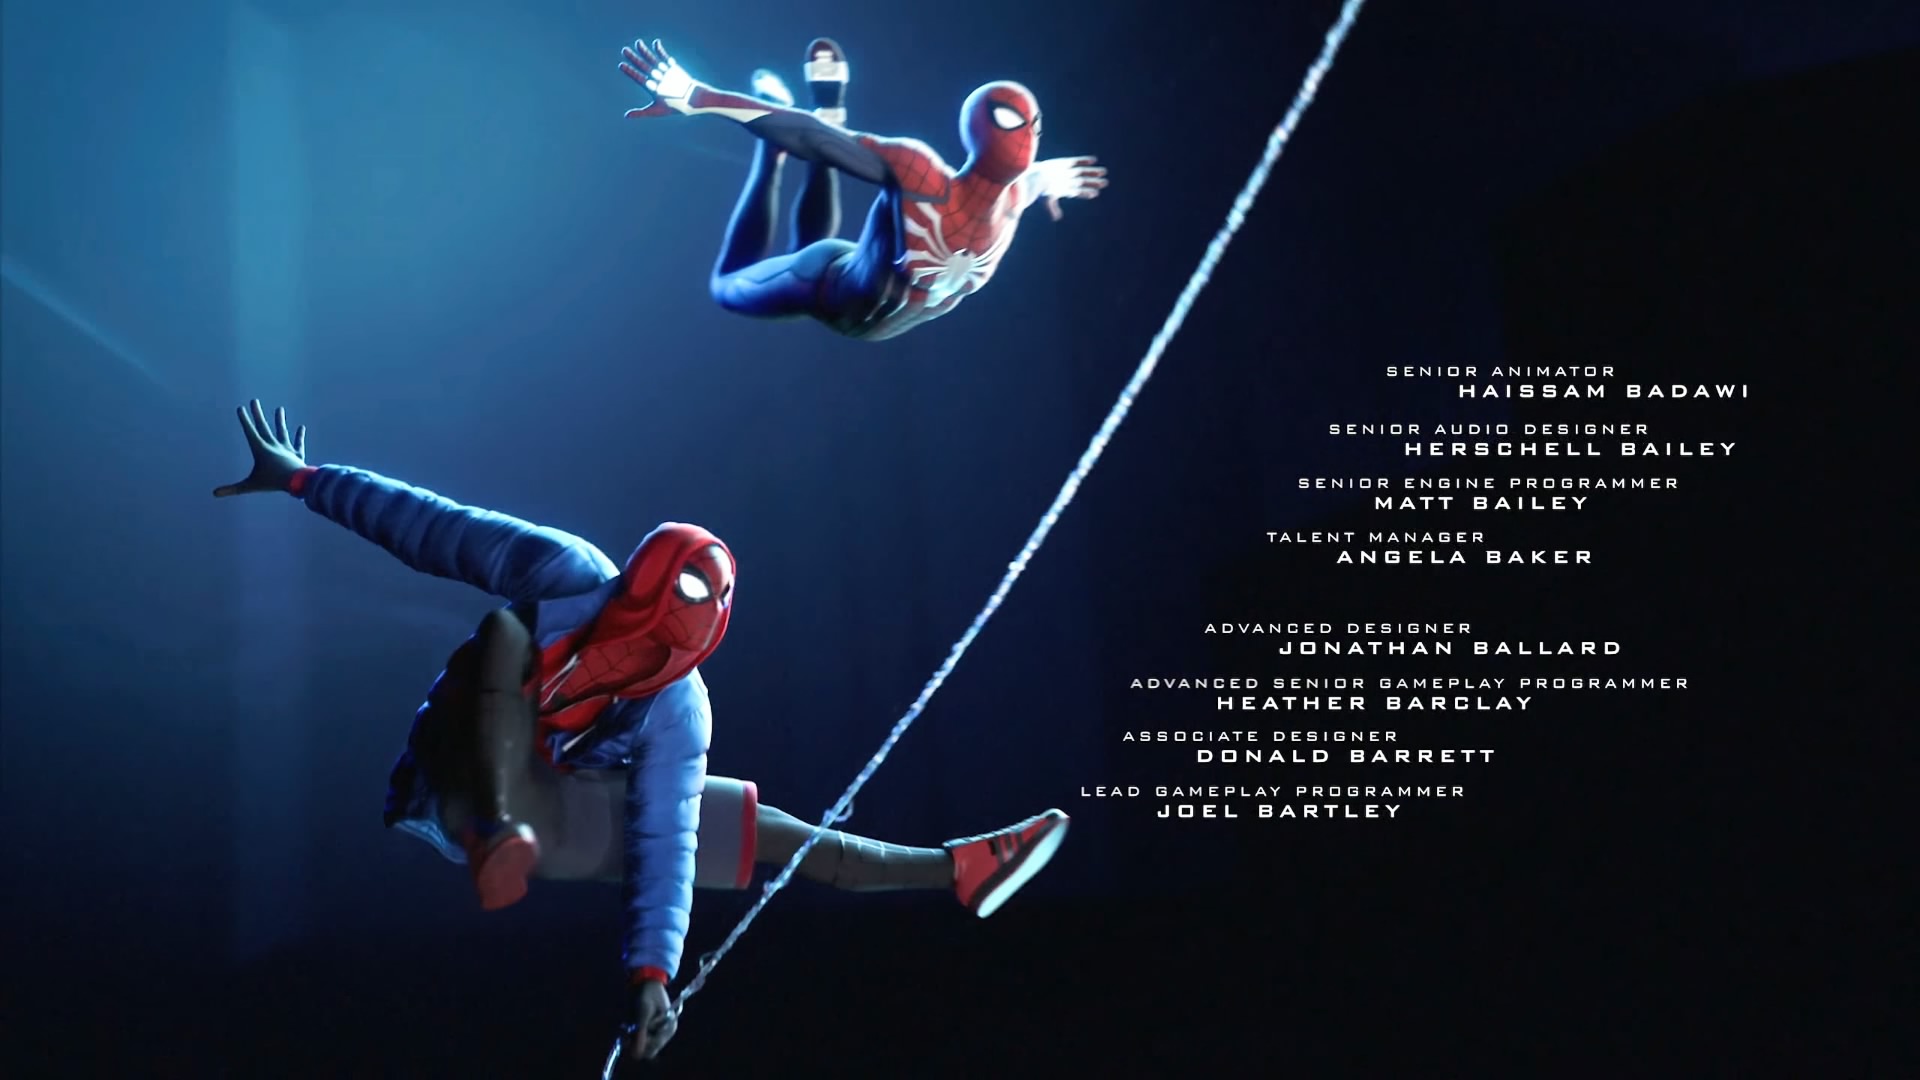 SENIOR ANIMATOR
HAISSAM BADAWI
SENIOR AUDIO DESIGNER
HERSCHELL BAILEY
SENIOR ENGINE PROGRAMMER
MATT BAILEY
TALENT MANAGER
ANGELA BAKER
ADVANCED DESIGNER
JONATHAN BALLARD
ADVANCED SENIOR GAMEPLAY PROGRAMMER
HEATHER BARCLAY
ASSOCIATE DESIGNER
DONALD BARRETT
LEAD GAMEPLAY PROGRAMMER
JOEL BARTLEY